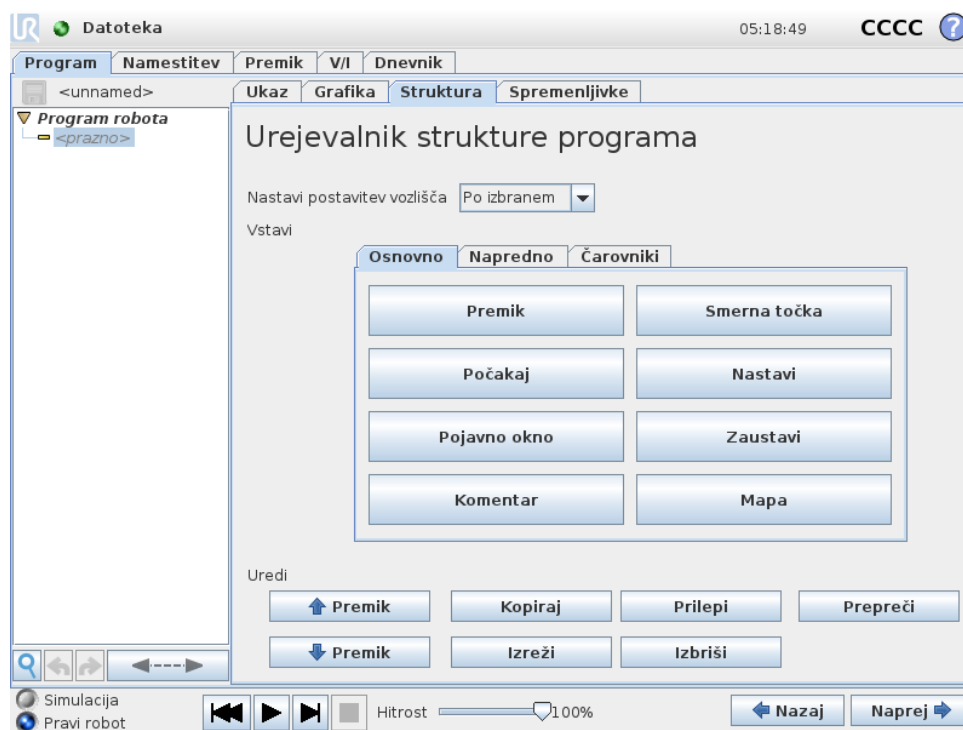 UR Datoteka 05:18:49 CCCC ?
Program Namestitev Premik V/I Dnevnik
<unnamed> Ukaz Grafika Struktura Spremenljivke
Program robota
<prazno>
Urejevalnik strukture programa
Nastavi postavitev vozlišča Po izbranem
Vstavi
Osnovno Napredno Čarovniki
Premik Smerna točka
Počakaj Nastavi
Pojavno okno Zaustavi
Komentar Mapa
Uredi
Premik Kopiraj Prilepi Prepreči
Premik Izreži Izbriši
Simulacija
Pravi robot
Hitrost 100% Nazaj Naprej